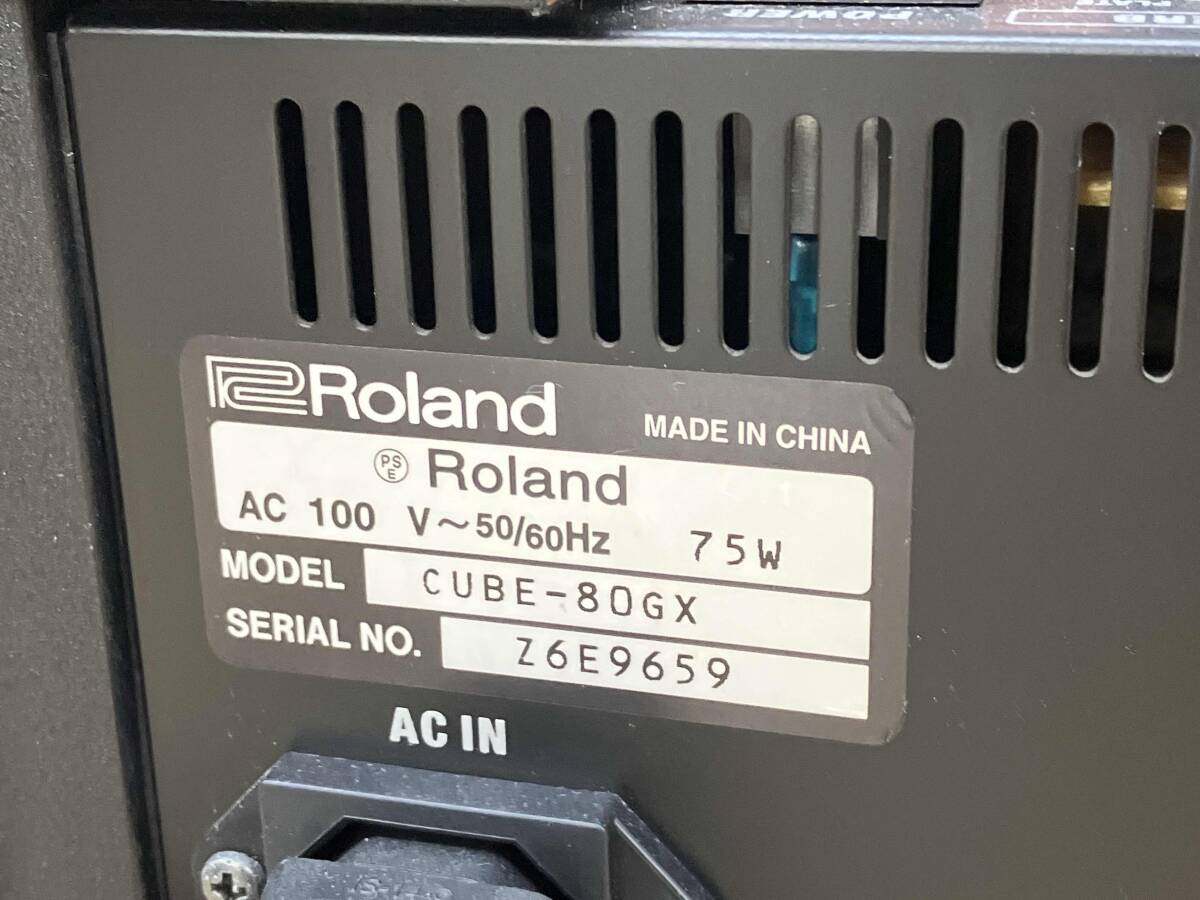 POWER
Roland
MADE IN CHINA
PS
E
Roland
AC 100 V~50/60Hz 75W
MODEL CUBE-80GX
SERIAL NO. Z6E9659
AC IN